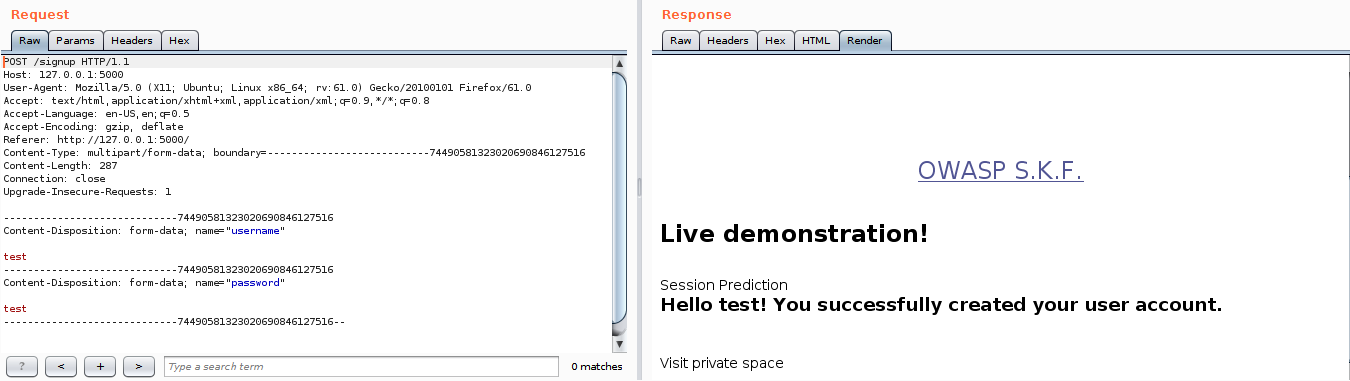 Request
Raw Params Headers Hex
POST /signup HTTP/1.1
Host: 127.0.0.1:5000
User-Agent: Mozilla/5.0 (X11; Ubuntu; Linux x86_64; rv:61.0) Gecko/20100101 Firefox/61.0
Accept: text/html,application/xhtml+xml,application/xml;q=0.9,*/*;q=0.8
Accept-Language: en-US,en;q=0.5
Accept-Encoding: gzip, deflate
Referer: http://127.0.0.1:5000/
Content-Type: multipart/form-data; boundary=---------------------------74490581323020690846127516
Content-Length: 287
Connection: close
Upgrade-Insecure-Requests: 1
-----------------------------74490581323020690846127516
Content-Disposition: form-data; name="username"
test
-----------------------------74490581323020690846127516
Content-Disposition: form-data; name="password"
test
-----------------------------74490581323020690846127516--
? < + > Type a search term 0 matches
Response
Raw Headers Hex HTML Render
OWASP S.K.F.
Live demonstration!
Session Prediction
Hello test! You successfully created your user account.
Visit private space